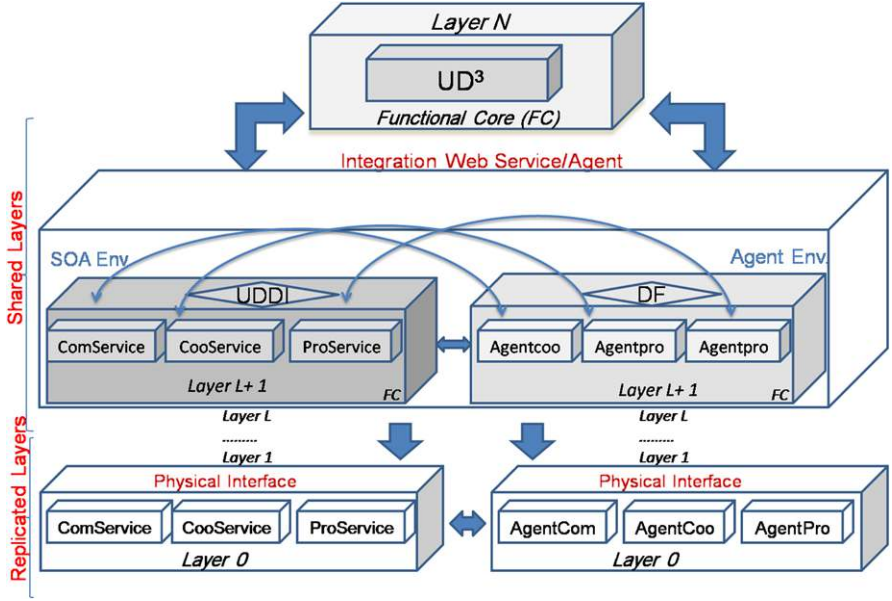 Layer N
UD³
Functional Core (FC)
Integration Web Service/Agent
Shared Layers
SOA Env.
Agent Env.
UDDI
DF
ComService
CooService
ProService
Agentcoo
Agentpro
Agentpro
Layer L+ 1
FC
Layer L+ 1
FC
Layer L
.........
Layer 1
Layer L
.........
Layer 1
Replicated Layers
Physical Interface
Physical Interface
ComService
CooService
ProService
AgentCom
AgentCoo
AgentPro
Layer 0
Layer 0